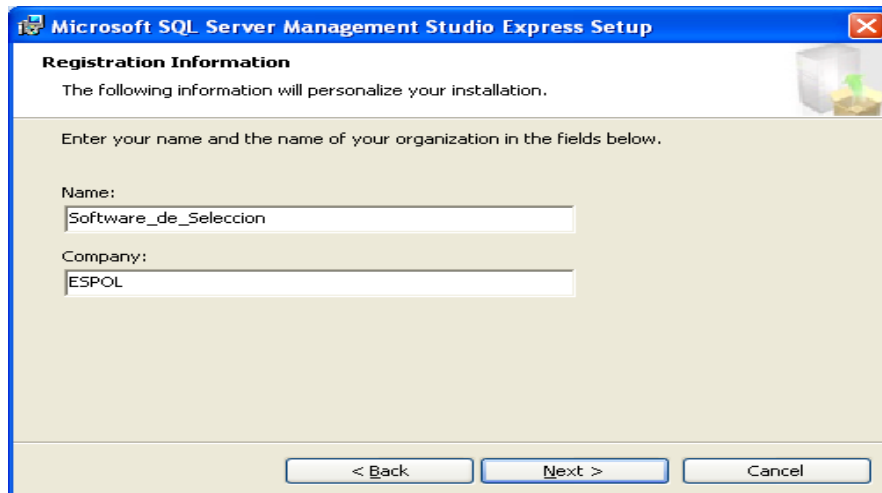 Microsoft SQL Server Management Studio Express Setup
Registration Information
The following information will personalize your installation.
Enter your name and the name of your organization in the fields below.
Name:
Software_de_Seleccion
Company:
ESPOL
< Back
Next >
Cancel